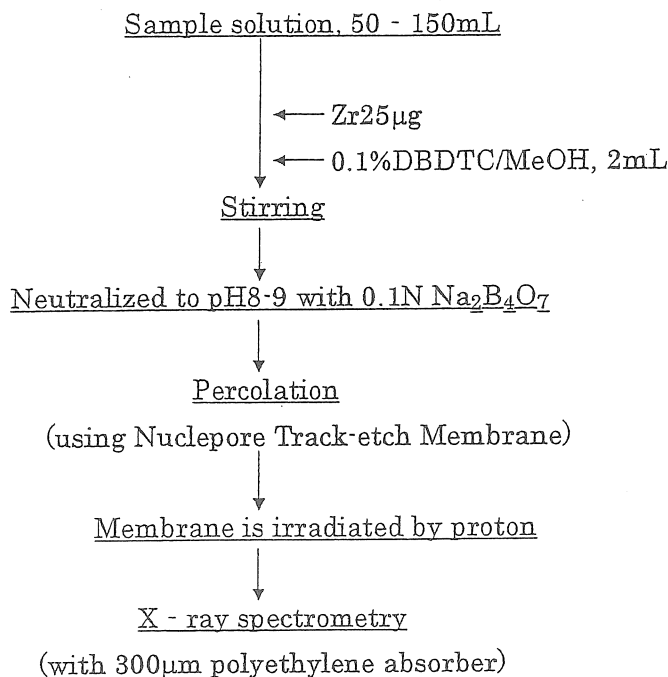 Sample solution, 50 - 150mL
Zr25μg
0.1%DBDTC/MeOH, 2mL
Stirring
Neutralized to pH8-9 with 0.1N Na₂B₄O₇
Percolation
(using Nuclepore Track-etch Membrane)
Membrane is irradiated by proton
X - ray spectrometry
(with 300μm polyethylene absorber)